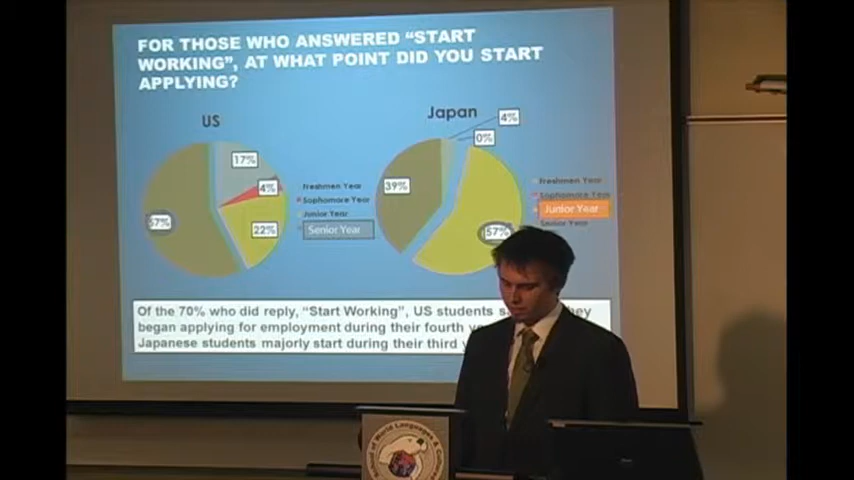 FOR THOSE WHO ANSWERED “START
WORKING”, AT WHAT POINT DID YOU START
APPLYING?
US
Japan
4%
0%
17%
4%
22%
57%
39%
57%
Freshmen Year
Sophomore Year
Junior Year
Senior Year
Freshmen Year
Sophomore Year
Junior Year
Senior Year
Of the 70% who did reply, “Start Working”, US students
began applying for employment during their fourth
Japanese students majorly start during their third
of World Languages &